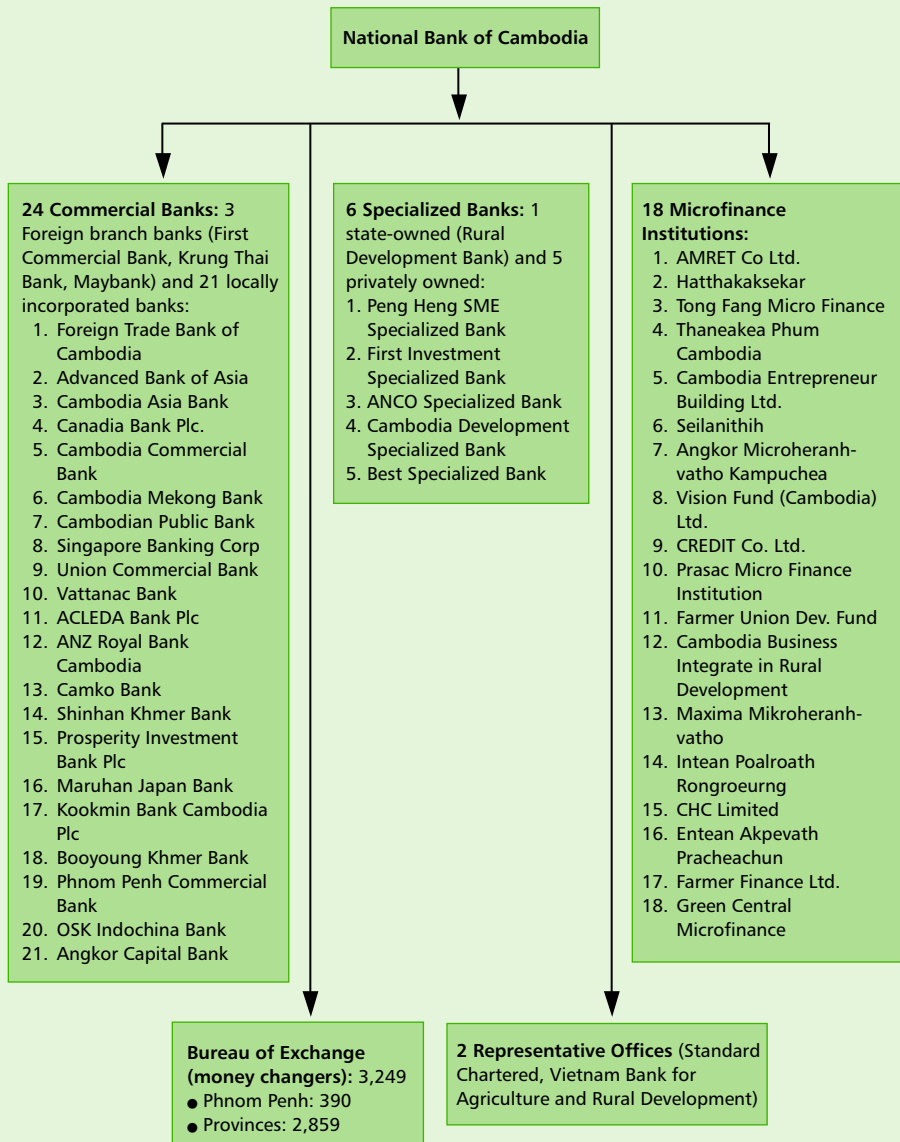 National Bank of Cambodia
24 Commercial Banks: 3
Foreign branch banks (First
Commercial Bank, Krung Thai
Bank, Maybank) and 21 locally
incorporated banks:
1. Foreign Trade Bank of
Cambodia
2. Advanced Bank of Asia
3. Cambodia Asia Bank
4. Canadia Bank Plc.
5. Cambodia Commercial
Bank
6. Cambodia Mekong Bank
7. Cambodian Public Bank
8. Singapore Banking Corp
9. Union Commercial Bank
10. Vattanac Bank
11. ACLEDA Bank Plc
12. ANZ Royal Bank
Cambodia
13. Camko Bank
14. Shinhan Khmer Bank
15. Prosperity Investment
Bank Plc
16. Maruhan Japan Bank
17. Kookmin Bank Cambodia
Plc
18. Booyoung Khmer Bank
19. Phnom Penh Commercial
Bank
20. OSK Indochina Bank
21. Angkor Capital Bank
6 Specialized Banks: 1
state-owned (Rural
Development Bank) and 5
privately owned:
1. Peng Heng SME
Specialized Bank
2. First Investment
Specialized Bank
3. ANCO Specialized Bank
4. Cambodia Development
Specialized Bank
5. Best Specialized Bank
18 Microfinance
Institutions:
1. AMRET Co Ltd.
2. Hatthakaksekar
3. Tong Fang Micro Finance
4. Thaneakea Phum
Cambodia
5. Cambodia Entrepreneur
Building Ltd.
6. Seilanithih
7. Angkor Microheranh-
vatho Kampuchea
8. Vision Fund (Cambodia)
Ltd.
9. CREDIT Co. Ltd.
10. Prasac Micro Finance
Institution
11. Farmer Union Dev. Fund
12. Cambodia Business
Integrate in Rural
Development
13. Maxima Mikroheranh-
vatho
14. Intean Poalroath
Rongroeurng
15. CHC Limited
16. Entean Akpevath
Pracheachun
17. Farmer Finance Ltd.
18. Green Central
Microfinance
Bureau of Exchange
(money changers): 3,249
● Phnom Penh: 390
● Provinces: 2,859
2 Representative Offices (Standard
Chartered, Vietnam Bank for
Agriculture and Rural Development)